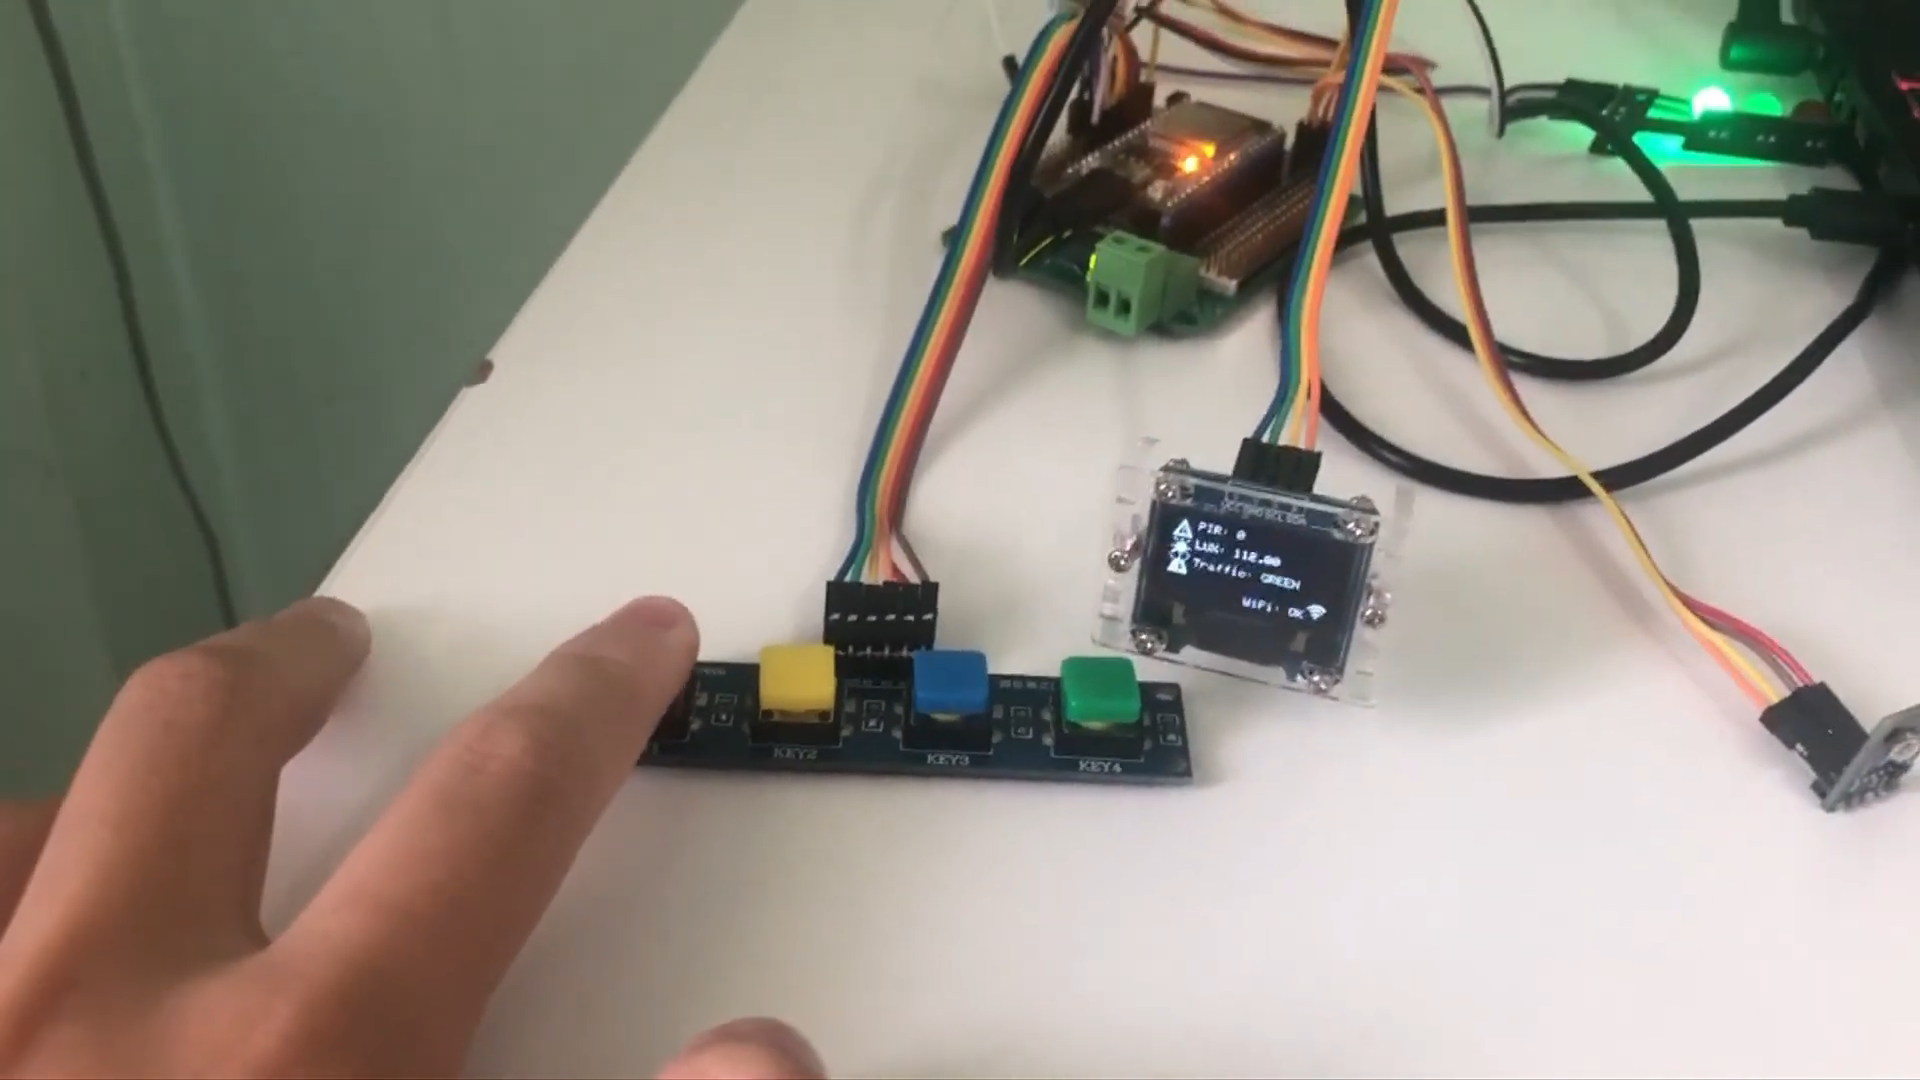 PIR: 0
Lux: 112.00
Traffic: GREEN
WiFi: OK
KEY2
KEY3
KEY4